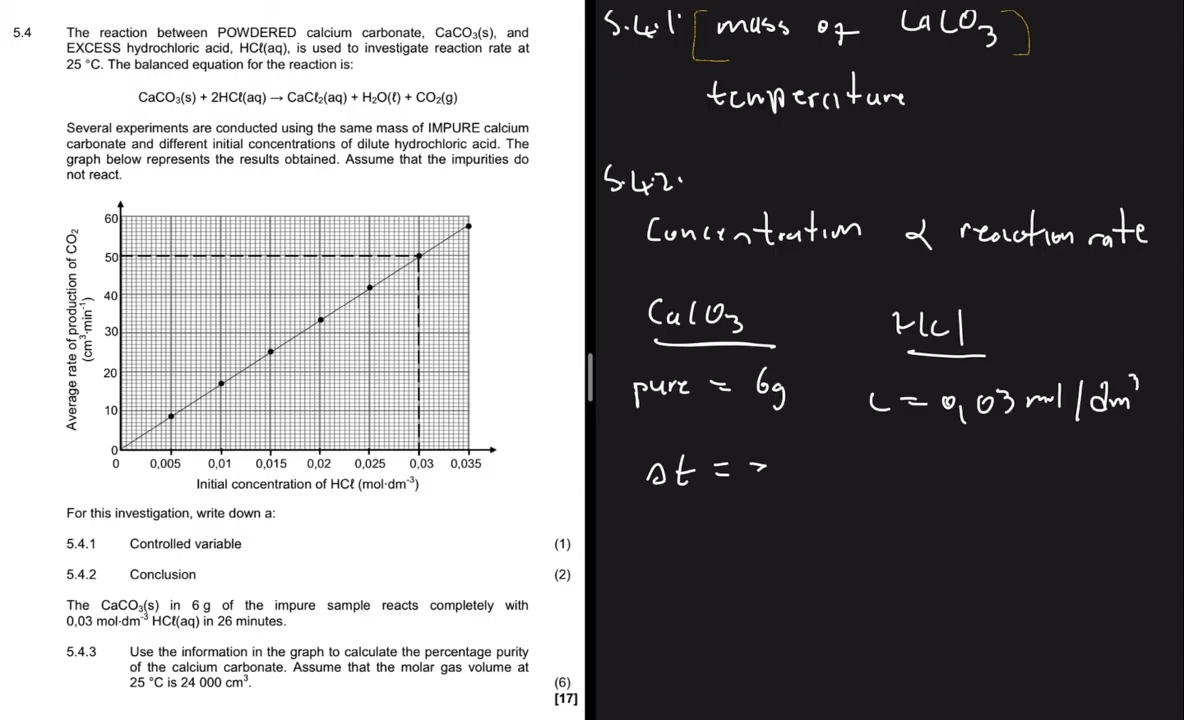 5.4 The reaction between POWDERED calcium carbonate, CaCO₃(s), and
EXCESS hydrochloric acid, HCℓ(aq), is used to investigate reaction rate at
25 °C. The balanced equation for the reaction is:
CaCO₃(s) + 2HCℓ(aq) → CaCℓ₂(aq) + H₂O(ℓ) + CO₂(g)
Several experiments are conducted using the same mass of IMPURE calcium
carbonate and different initial concentrations of dilute hydrochloric acid. The
graph below represents the results obtained. Assume that the impurities do
not react.
Average rate of production of CO₂
(cm³·min⁻¹)
60
50
40
30
20
10
0
0 0,005 0,01 0,015 0,02 0,025 0,03 0,035
Initial concentration of HCℓ (mol·dm⁻³)
For this investigation, write down a:
5.4.1 Controlled variable (1)
5.4.2 Conclusion (2)
The CaCO₃(s) in 6 g of the impure sample reacts completely with
0,03 mol·dm⁻³ HCℓ(aq) in 26 minutes.
5.4.3 Use the information in the graph to calculate the percentage purity
of the calcium carbonate. Assume that the molar gas volume at
25 °C is 24 000 cm³. (6)
[17]
5.4.1. [mass of CaCO₃]
temperature
5.4.2.
Concentration α reaction rate
CaCO₃ HCl
pure = 6g c = 0,03 mol/dm³
Δt =